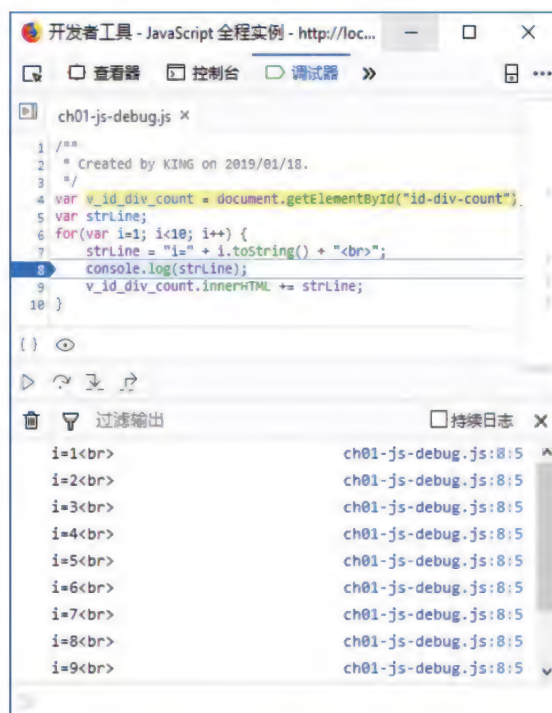 开发者工具 - JavaScript 全程实例 - http://loc...
查看器 控制台 调试器 »
ch01-js-debug.js ×
1 /**
2 * Created by KING on 2019/01/18.
3 */
4 var v_id_div_count = document.getElementById("id-div-count");
5 var strLine;
6 for(var i=1; i<10; i++) {
7 strLine = "i=" + i.toString() + "<br>";
8 console.log(strLine);
9 v_id_div_count.innerHTML += strLine;
10 }
{ }
过滤输出 持续日志 ×
i=1<br> ch01-js-debug.js:8:5
i=2<br> ch01-js-debug.js:8:5
i=3<br> ch01-js-debug.js:8:5
i=4<br> ch01-js-debug.js:8:5
i=5<br> ch01-js-debug.js:8:5
i=6<br> ch01-js-debug.js:8:5
i=7<br> ch01-js-debug.js:8:5
i=8<br> ch01-js-debug.js:8:5
i=9<br> ch01-js-debug.js:8:5